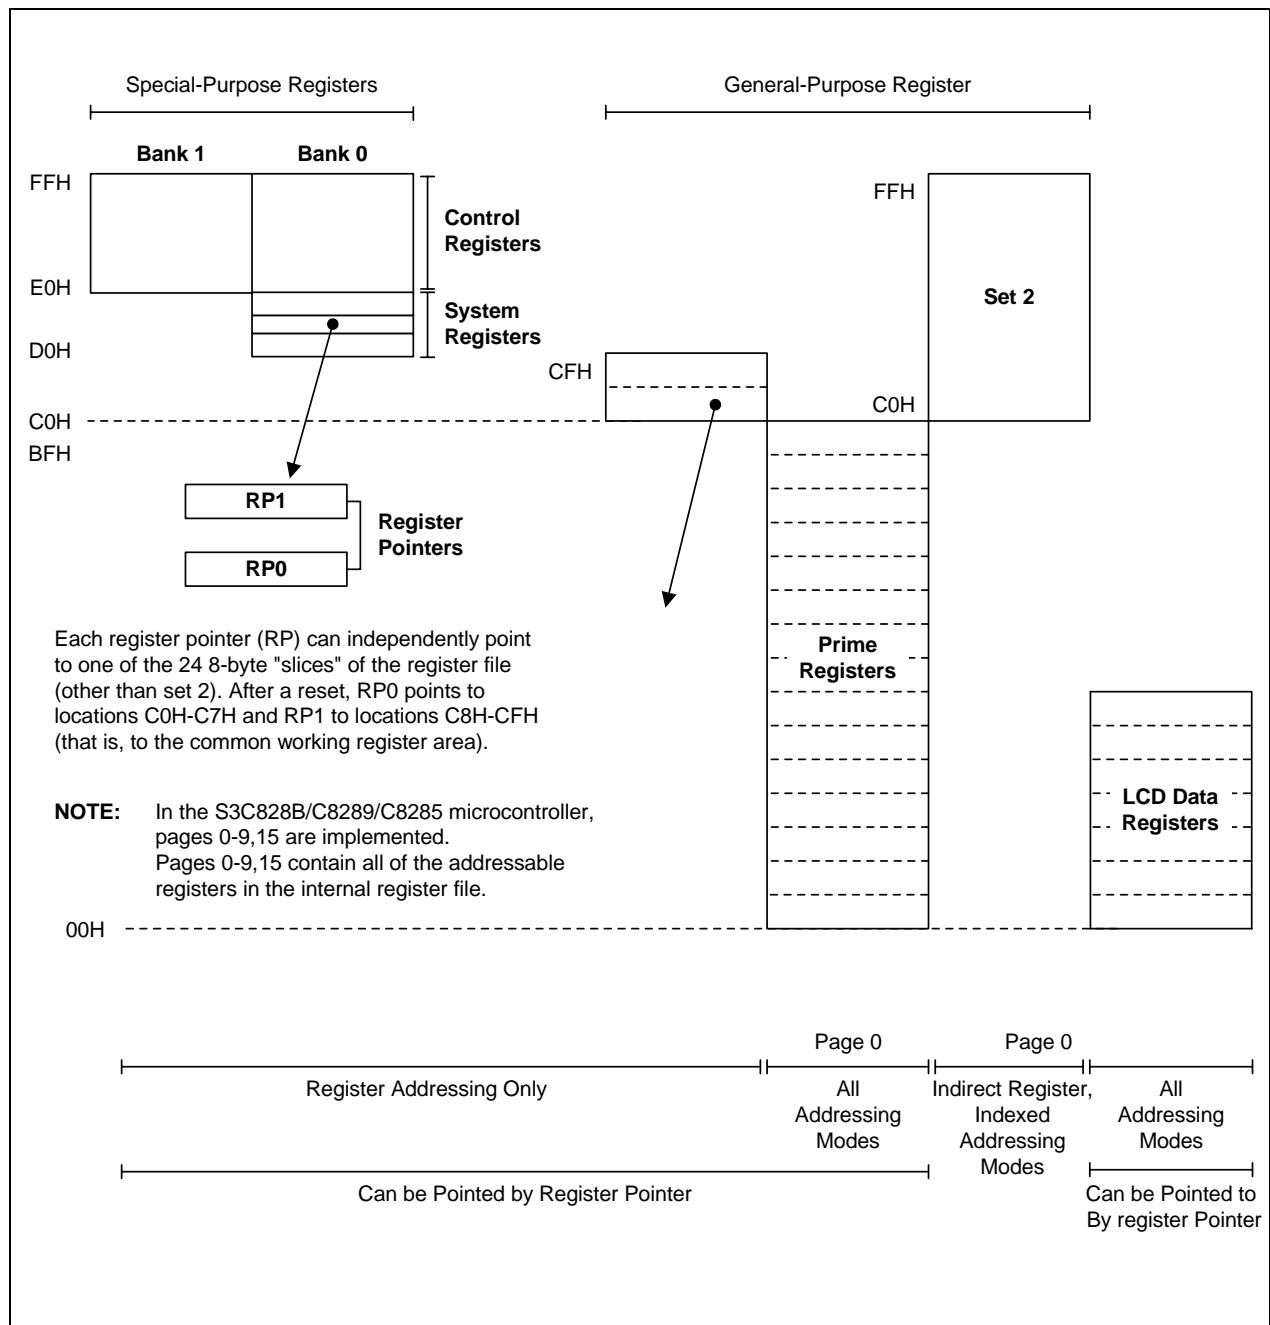 Special-Purpose Registers
General-Purpose Register
Bank 1
Bank 0
FFH
Control
Registers
E0H
System
Registers
D0H
C0H
BFH
FFH
Set 2
CFH
C0H
RP1
RP0
Register
Pointers
Each register pointer (RP) can independently point
to one of the 24 8-byte "slices" of the register file
(other than set 2). After a reset, RP0 points to
locations C0H-C7H and RP1 to locations C8H-CFH
(that is, to the common working register area).
NOTE: In the S3C828B/C8289/C8285 microcontroller,
pages 0-9,15 are implemented.
Pages 0-9,15 contain all of the addressable
registers in the internal register file.
Prime
Registers
LCD Data
Registers
00H
Page 0
Page 0
Register Addressing Only
All
Addressing
Modes
Indirect Register,
Indexed
Addressing
Modes
All
Addressing
Modes
Can be Pointed by Register Pointer
Can be Pointed to
By register Pointer